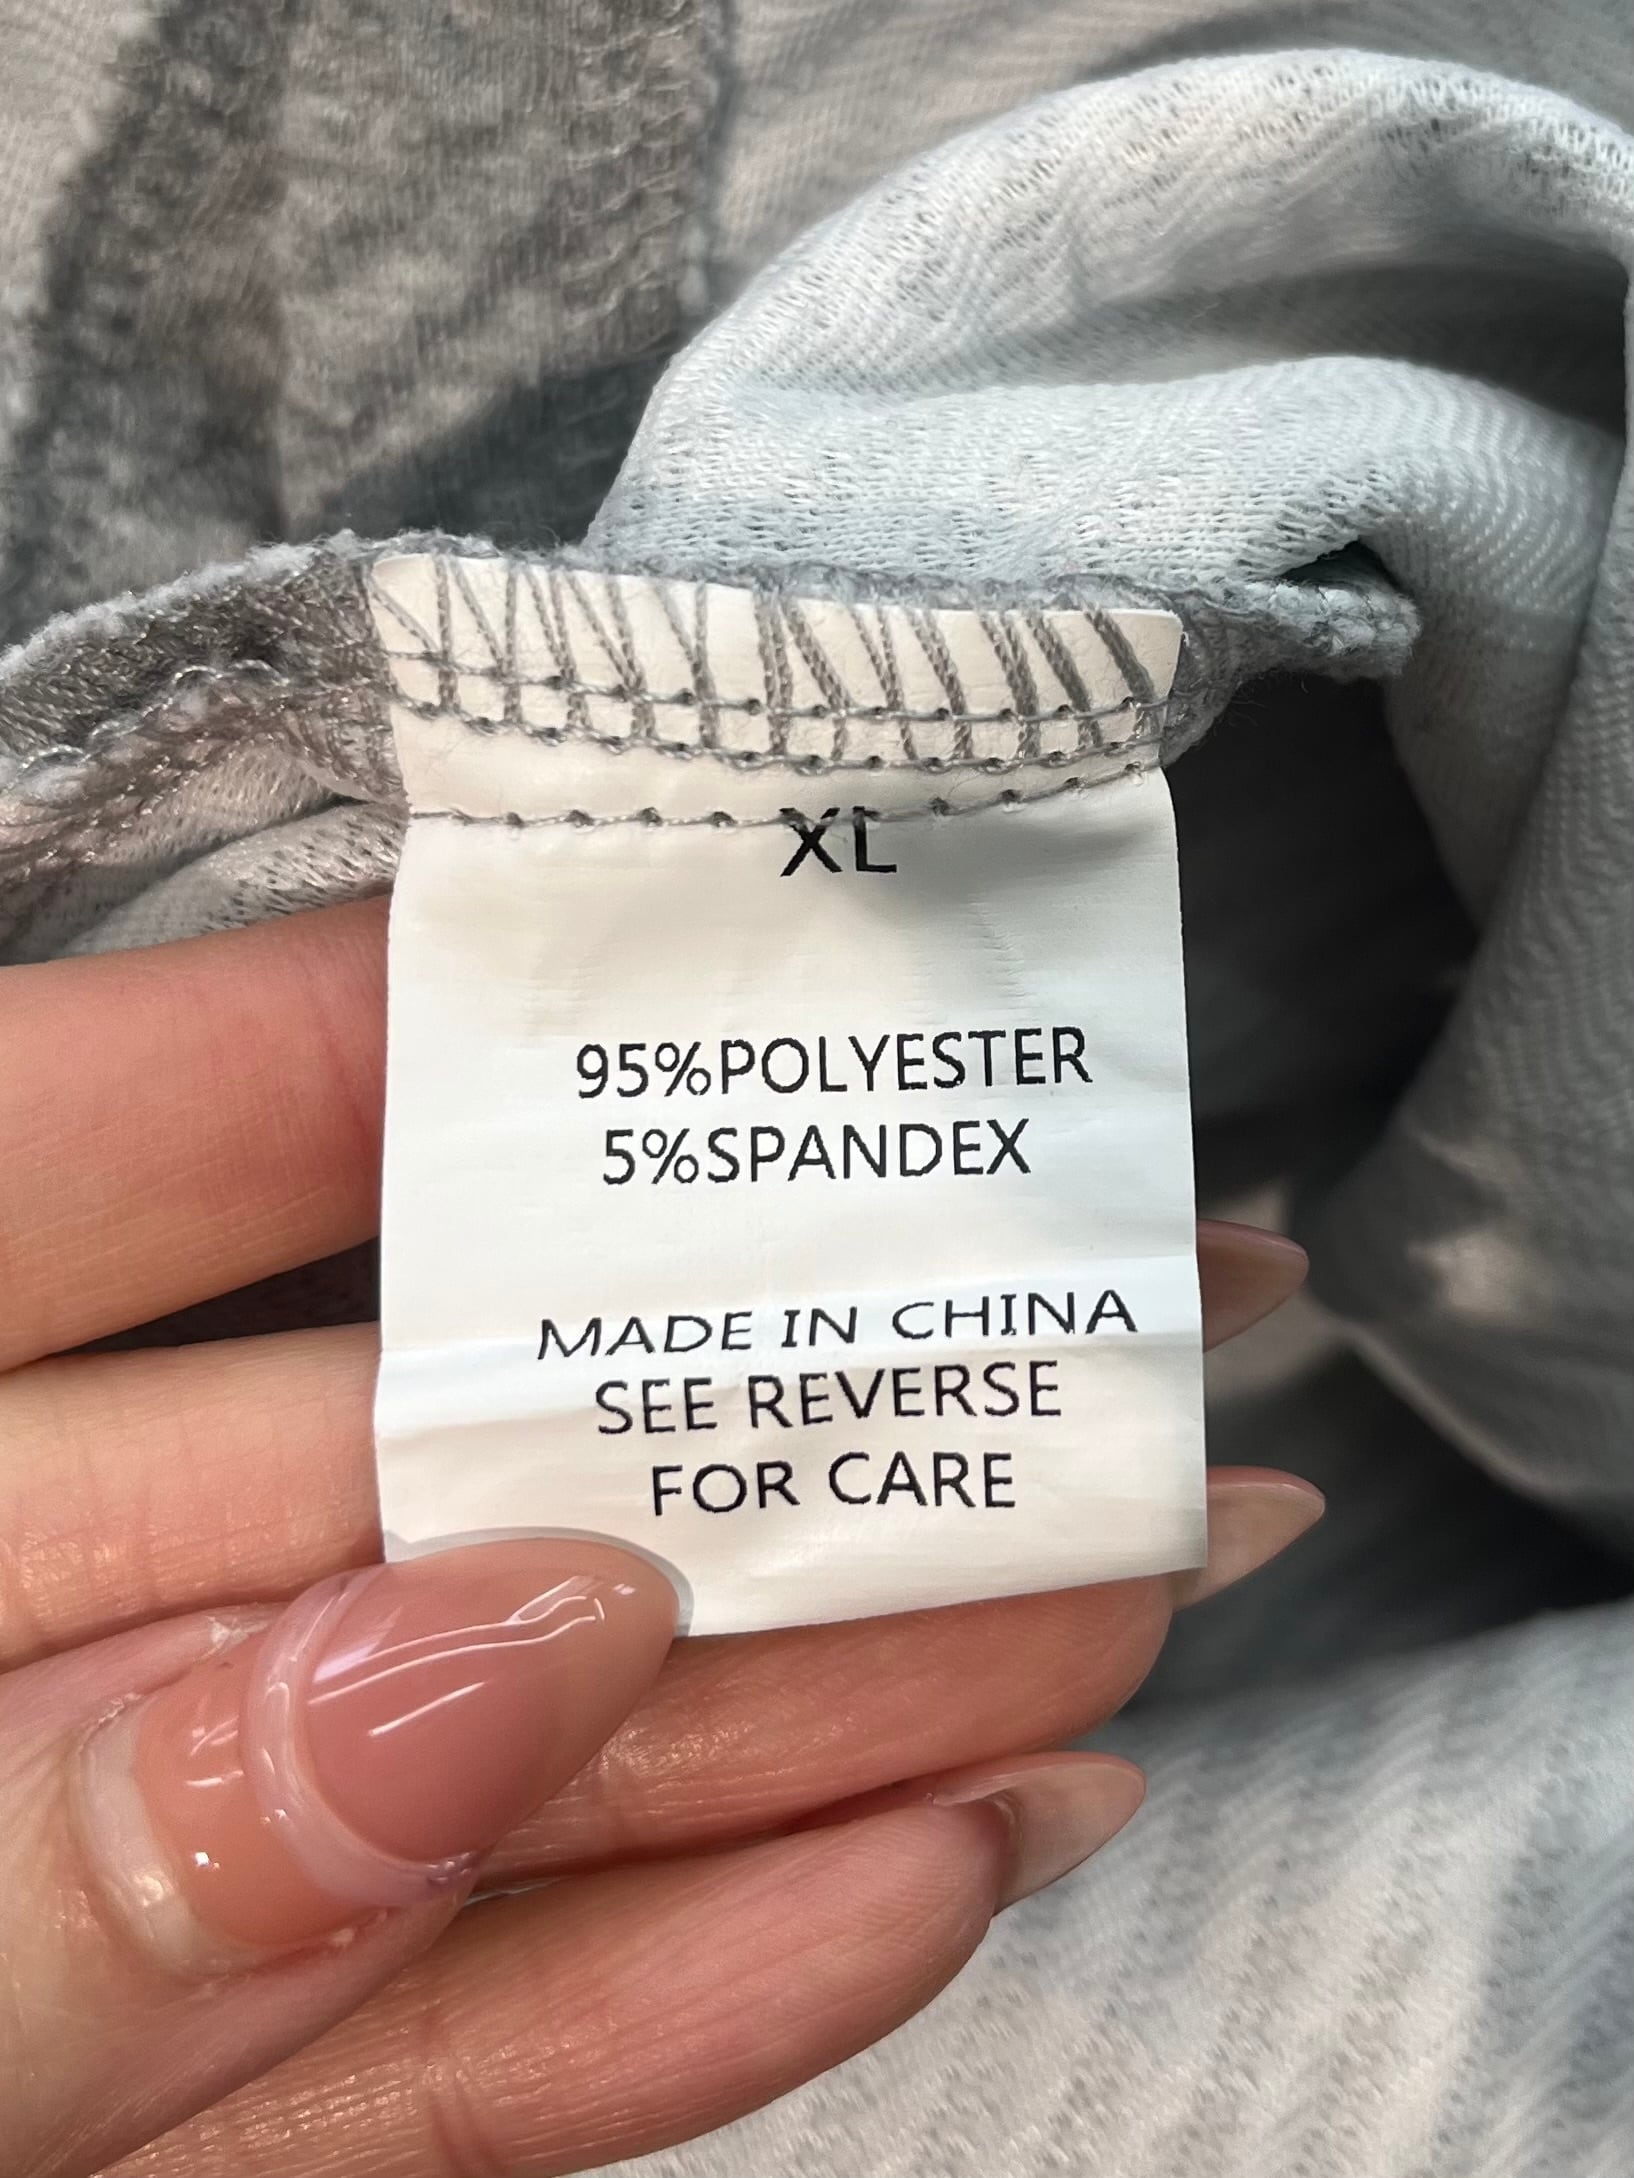 XL
95%POLYESTER
5%SPANDEX
MADE IN CHINA
SEE REVERSE
FOR CARE